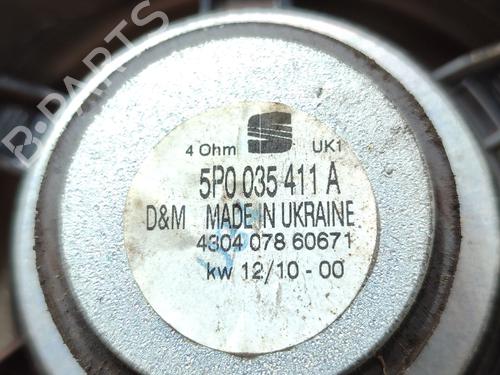 B-PARTS
4 Ohm UK1
5P0 035 411 A
D&M MADE IN UKRAINE
4304 078 60671
kw 12/10 - 00